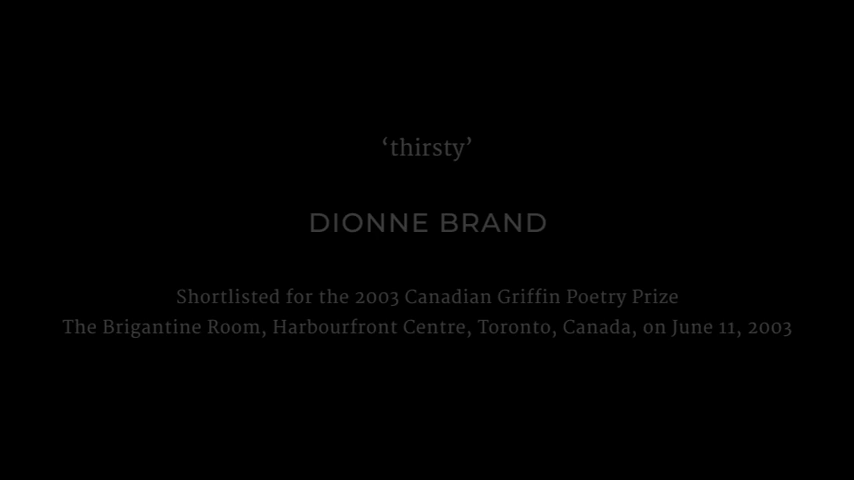 ‘thirsty’
DIONNE BRAND
Shortlisted for the 2003 Canadian Griffin Poetry Prize
The Brigantine Room, Harbourfront Centre, Toronto, Canada, on June 11, 2003